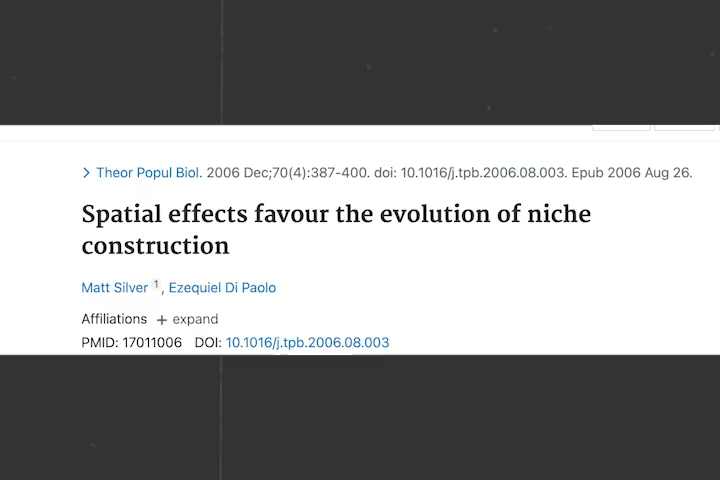 Theor Popul Biol. 2006 Dec;70(4):387-400. doi: 10.1016/j.tpb.2006.08.003. Epub 2006 Aug 26.
Spatial effects favour the evolution of niche
construction
Matt Silver 1, Ezequiel Di Paolo
Affiliations + expand
PMID: 17011006 DOI: 10.1016/j.tpb.2006.08.003